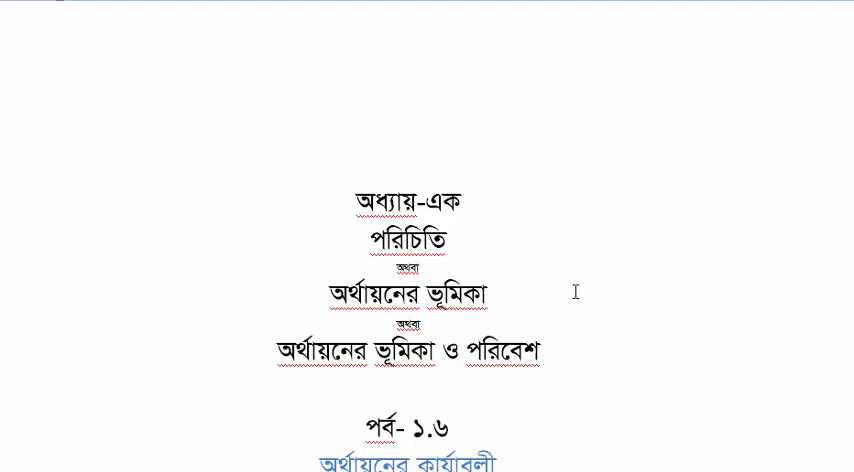 অধ্যায়-এক
পরিচিতি
অথবা
অর্থায়নের ভূমিকা
অথবা
অর্থায়নের ভূমিকা ও পরিবেশ
পর্ব- ১.৬
অর্থায়নের কার্যাবলী